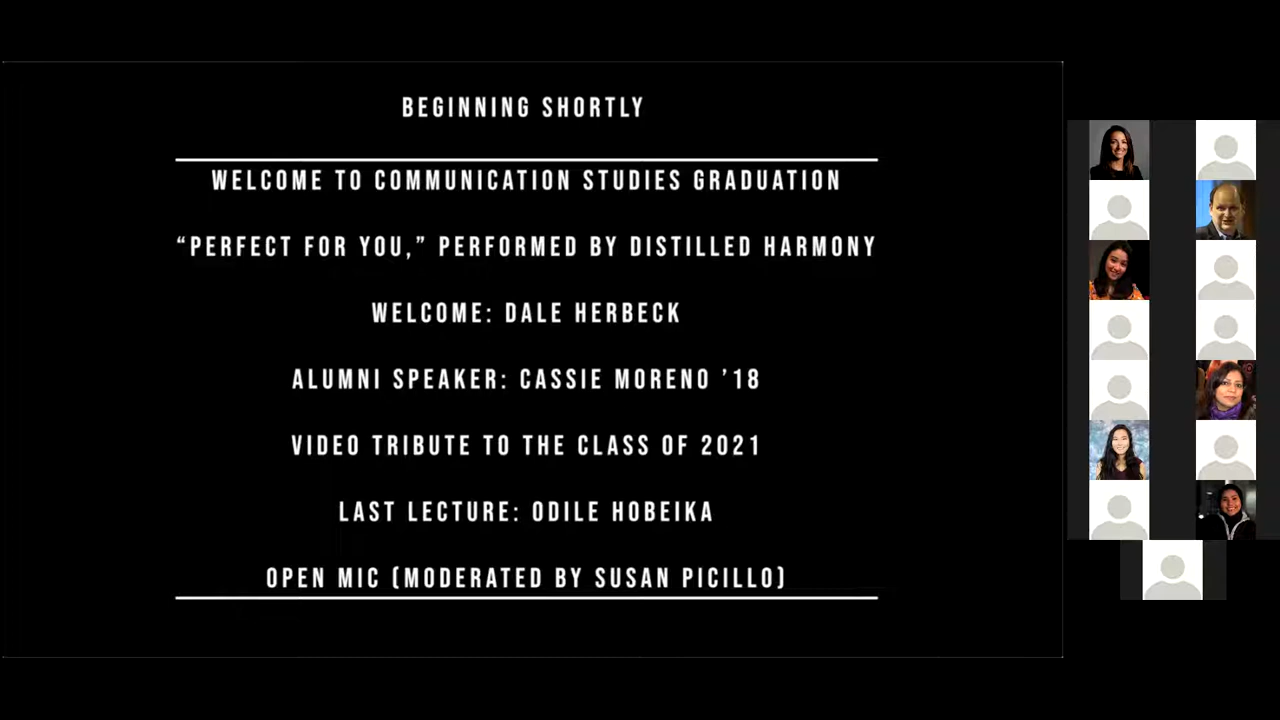 BEGINNING SHORTLY
WELCOME TO COMMUNICATION STUDIES GRADUATION
“PERFECT FOR YOU,” PERFORMED BY DISTILLED HARMONY
WELCOME: DALE HERBECK
ALUMNI SPEAKER: CASSIE MORENO ’18
VIDEO TRIBUTE TO THE CLASS OF 2021
LAST LECTURE: ODILE HOBEIKA
OPEN MIC (MODERATED BY SUSAN PICILLO)